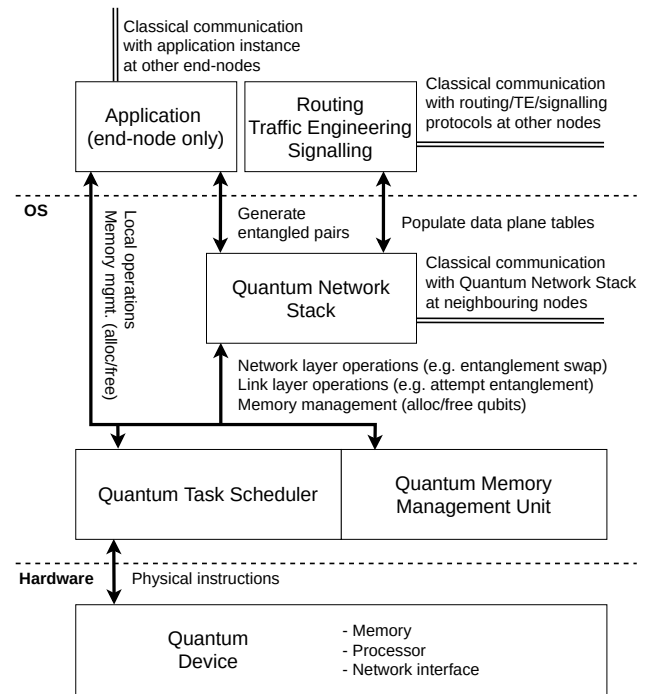 Classical communication
with application instance
at other end-nodes
Application
(end-node only)
Routing
Traffic Engineering
Signalling
Classical communication
with routing/TE/signalling
protocols at other nodes
OS
Local operations
Memory mgmt. (alloc/free)
Generate
entangled pairs
Populate data plane tables
Quantum Network
Stack
Classical communication
with Quantum Network Stack
at neighbouring nodes
Network layer operations (e.g. entanglement swap)
Link layer operations (e.g. attempt entanglement)
Memory management (alloc/free qubits)
Quantum Task Scheduler
Quantum Memory
Management Unit
Hardware
Physical instructions
Quantum
Device
- Memory
- Processor
- Network interface